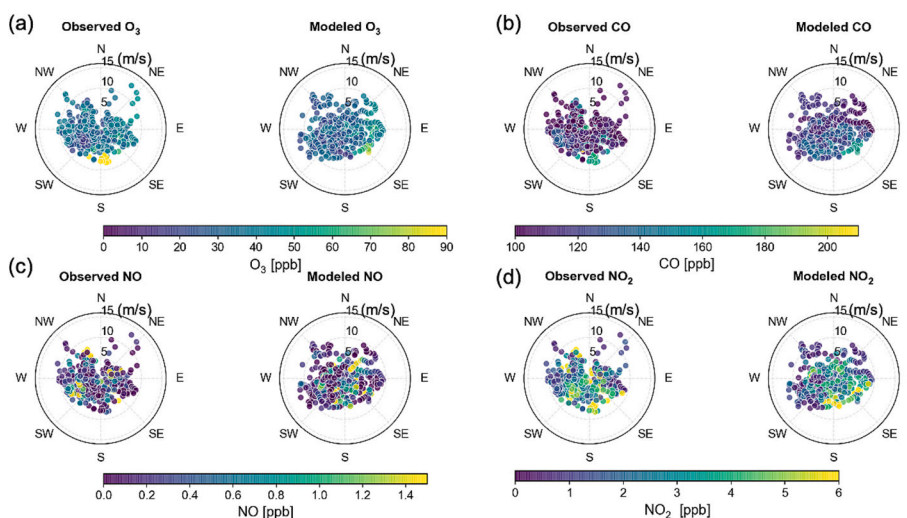 (a)
Observed O3
Modeled O3
N
15 (m/s)
10
5
NW
NE
W
E
SW
SE
S
N
15 (m/s)
10
5
NW
NE
W
E
SW
SE
S
0 10 20 30 40 50 60 70 80 90
O3 [ppb]
(b)
Observed CO
Modeled CO
N
15 (m/s)
10
5
NW
NE
W
E
SW
SE
S
N
15 (m/s)
10
5
NW
NE
W
E
SW
SE
S
100 120 140 160 180 200
CO [ppb]
(c)
Observed NO
Modeled NO
N
15 (m/s)
10
5
NW
NE
W
E
SW
SE
S
N
15 (m/s)
10
5
NW
NE
W
E
SW
SE
S
0.0 0.2 0.4 0.6 0.8 1.0 1.2 1.4
NO [ppb]
(d)
Observed NO2
Modeled NO2
N
15 (m/s)
10
5
NW
NE
W
E
SW
SE
S
N
15 (m/s)
10
5
NW
NE
W
E
SW
SE
S
0 1 2 3 4 5 6
NO2 [ppb]